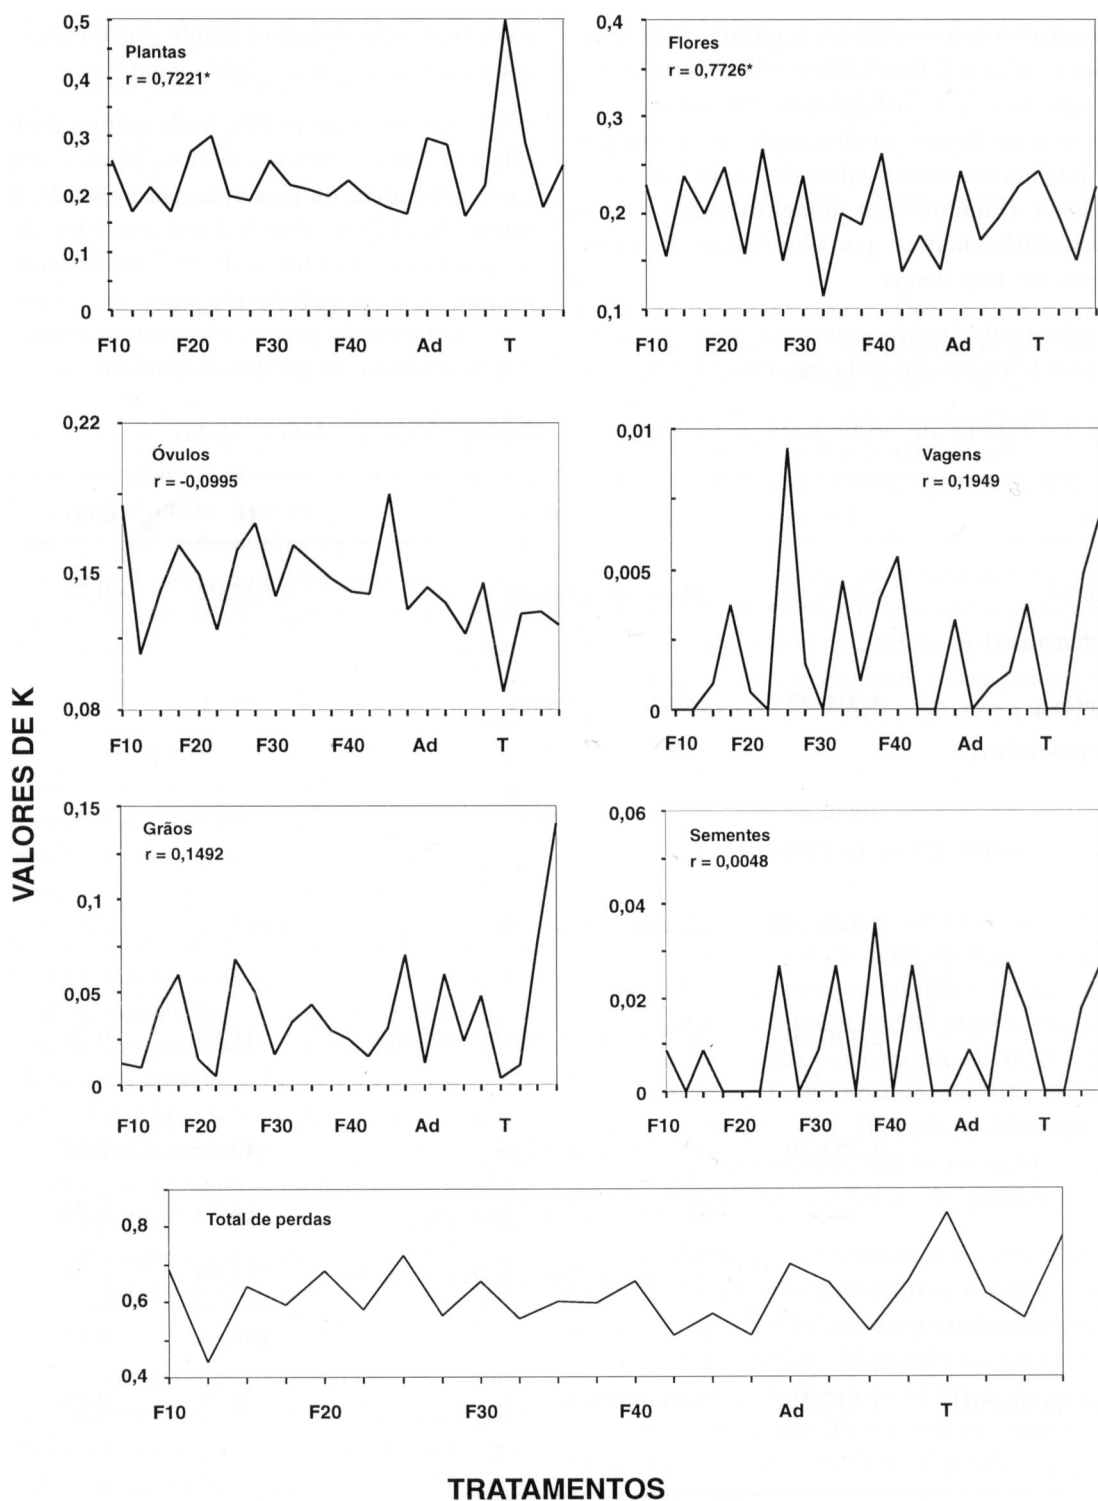 0,5
0,4
0,3
0,2
0,1
0
Plantas
r = 0,7221*
F10 F20 F30 F40 Ad T
0,4
0,3
0,2
0,1
Flores
r = 0,7726*
F10 F20 F30 F40 Ad T
0,22
0,15
0,08
Óvulos
r = -0,0995
F10 F20 F30 F40 Ad T
0,01
0,005
0
Vagens
r = 0,1949
F10 F20 F30 F40 Ad T
0,15
0,1
0,05
0
Grãos
r = 0,1492
F10 F20 F30 F40 Ad T
0,06
0,04
0,02
0
Sementes
r = 0,0048
F10 F20 F30 F40 Ad T
0,8
0,6
0,4
Total de perdas
F10 F20 F30 F40 Ad T
VALORES DE K
TRATAMENTOS